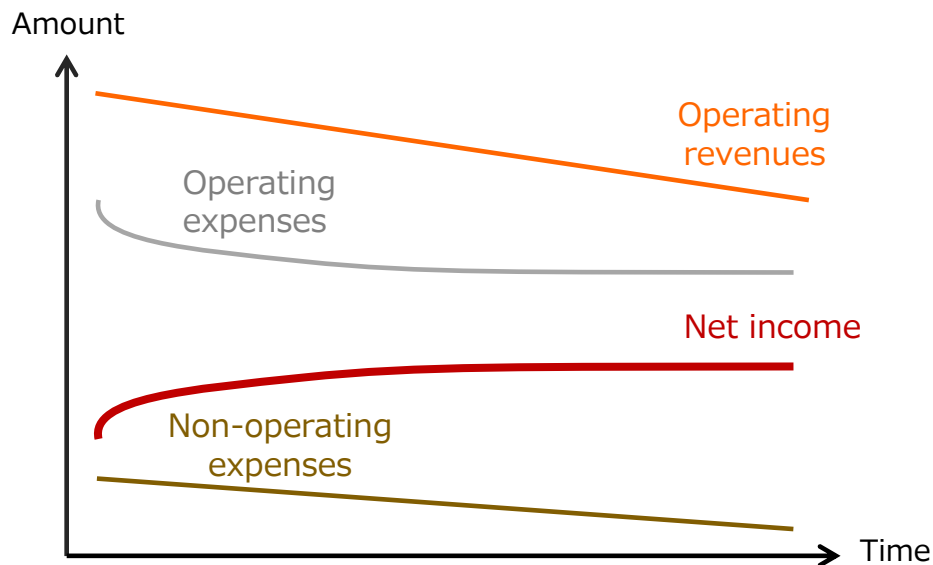 Amount
Operating
revenues
Operating
expenses
Net income
Non-operating
expenses
Time